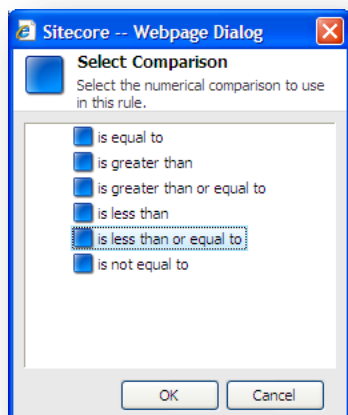 Sitecore -- Webpage Dialog
Select Comparison
Select the numerical comparison to use
in this rule.
is equal to
is greater than
is greater than or equal to
is less than
is less than or equal to
is not equal to
OK Cancel